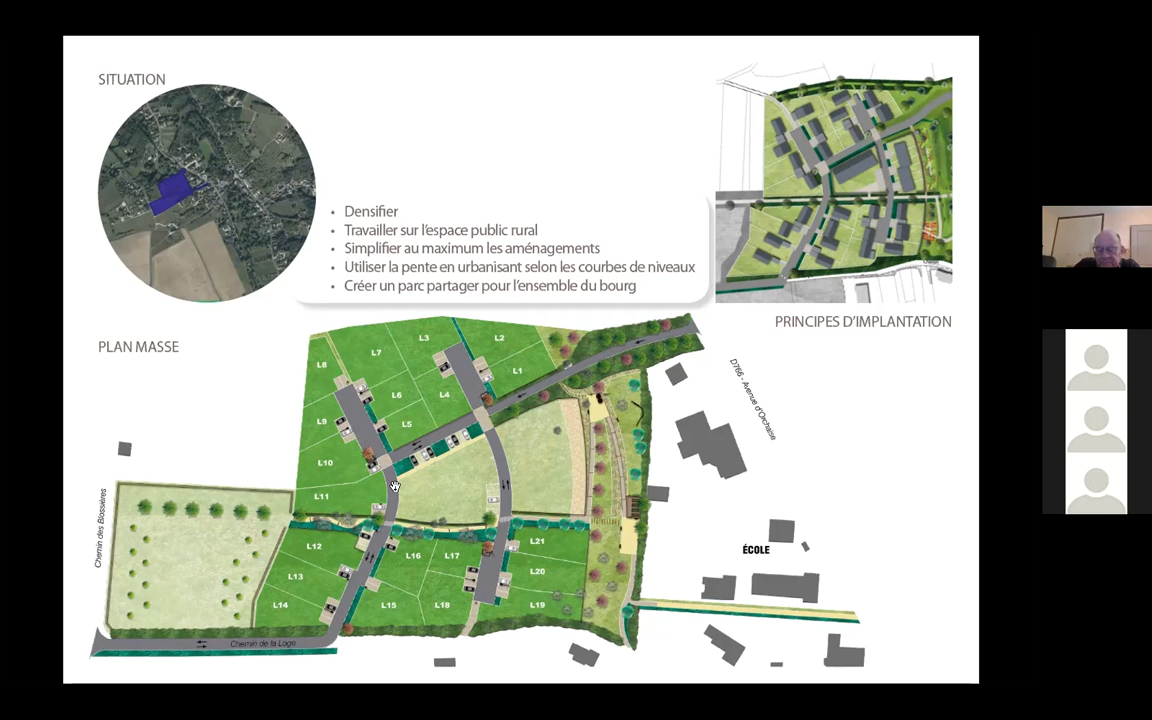 SITUATION
• Densifier
• Travailler sur l'espace public rural
• Simplifier au maximum les aménagements
• Utiliser la pente en urbanisant selon les courbes de niveaux
• Créer un parc partager pour l'ensemble du bourg
PRINCIPES D'IMPLANTATION
PLAN MASSE
L8
L7
L3
L2
L1
L6
L4
L9
L5
L10
L11
D766 - Avenue d'Orchaise
Chemin des Blossières
L12
L16
L17
L21
ÉCOLE
L13
L20
L14
L15
L18
L19
Chemin de la Loge